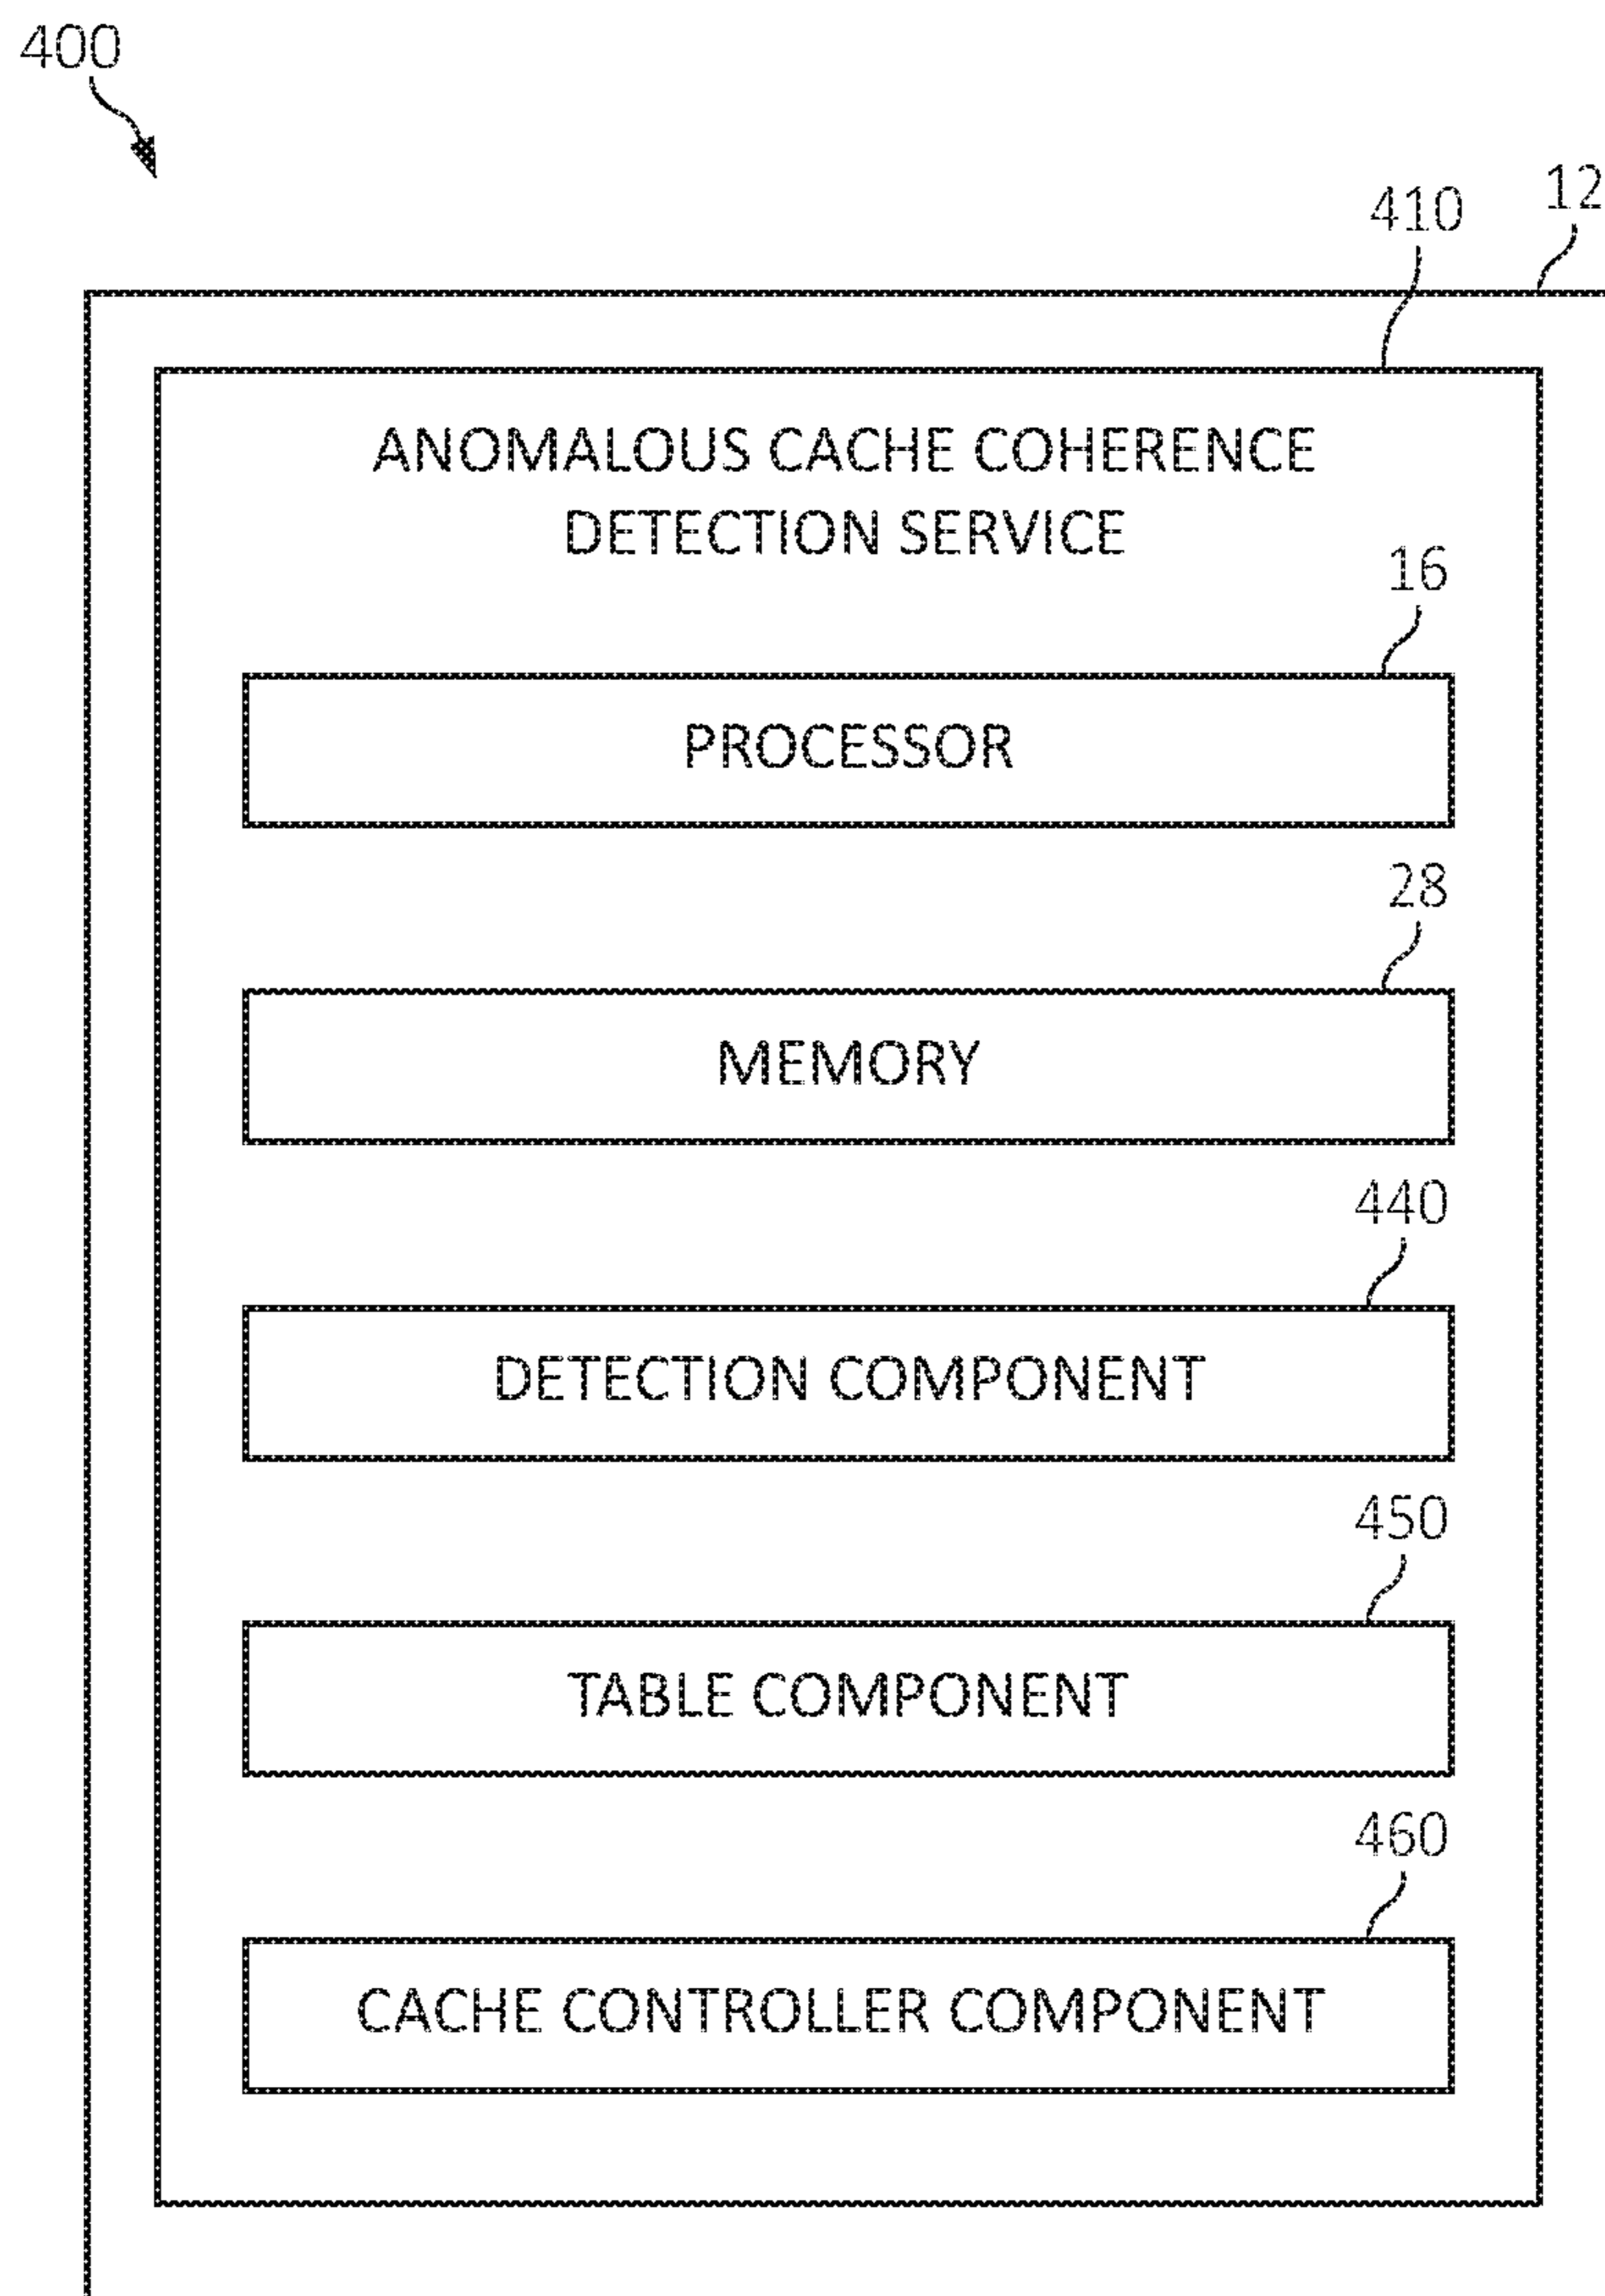 400
12
410
ANOMALOUS CACHE COHERENCE
DETECTION SERVICE
16
PROCESSOR
28
MEMORY
440
DETECTION COMPONENT
450
TABLE COMPONENT
460
CACHE CONTROLLER COMPONENT